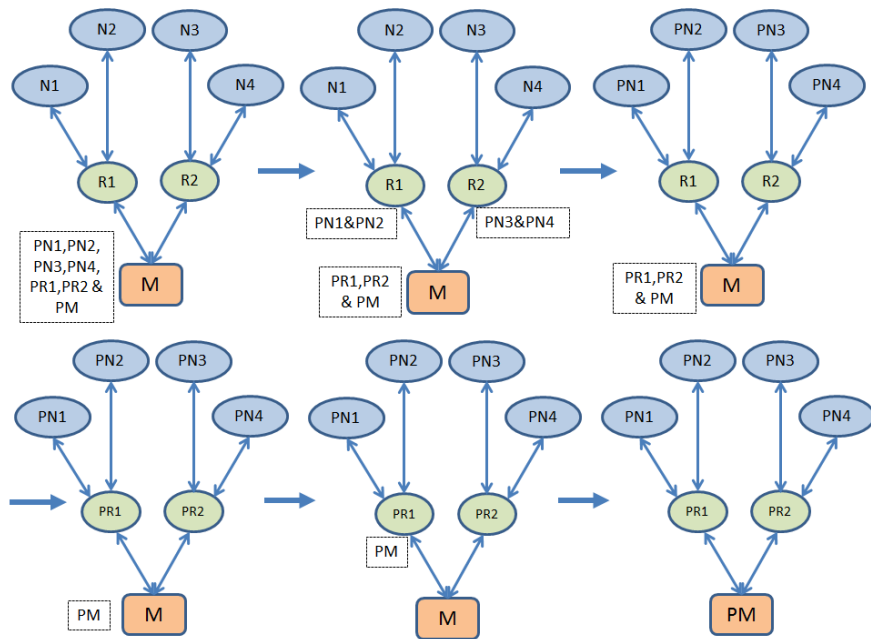 N2
N3
N1
N4
R1
R2
PN1,PN2,
PN3,PN4,
PR1,PR2 &
PM
M
N2
N3
N1
N4
R1
R2
PN1&PN2
PN3&PN4
PR1,PR2
& PM
M
PN2
PN3
PN1
PN4
R1
R2
PR1,PR2
& PM
M
PN2
PN3
PN1
PN4
PR1
PR2
PM
M
PN2
PN3
PN1
PN4
PR1
PR2
PM
M
PN2
PN3
PN1
PN4
PR1
PR2
PM